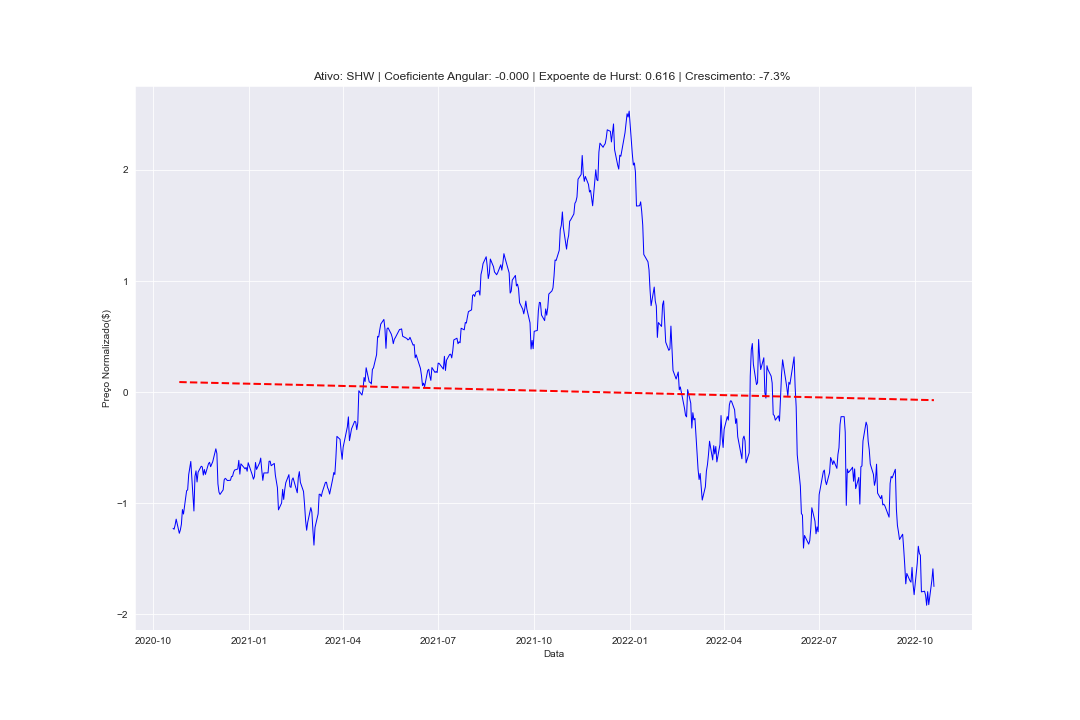 Ativo: SHW | Coeficiente Angular: -0.000 | Expoente de Hurst: 0.616 | Crescimento: -7.3%
Preço Normalizado($)
2
1
0
−1
−2
2020-10 2021-01 2021-04 2021-07 2021-10 2022-01 2022-04 2022-07 2022-10
Data